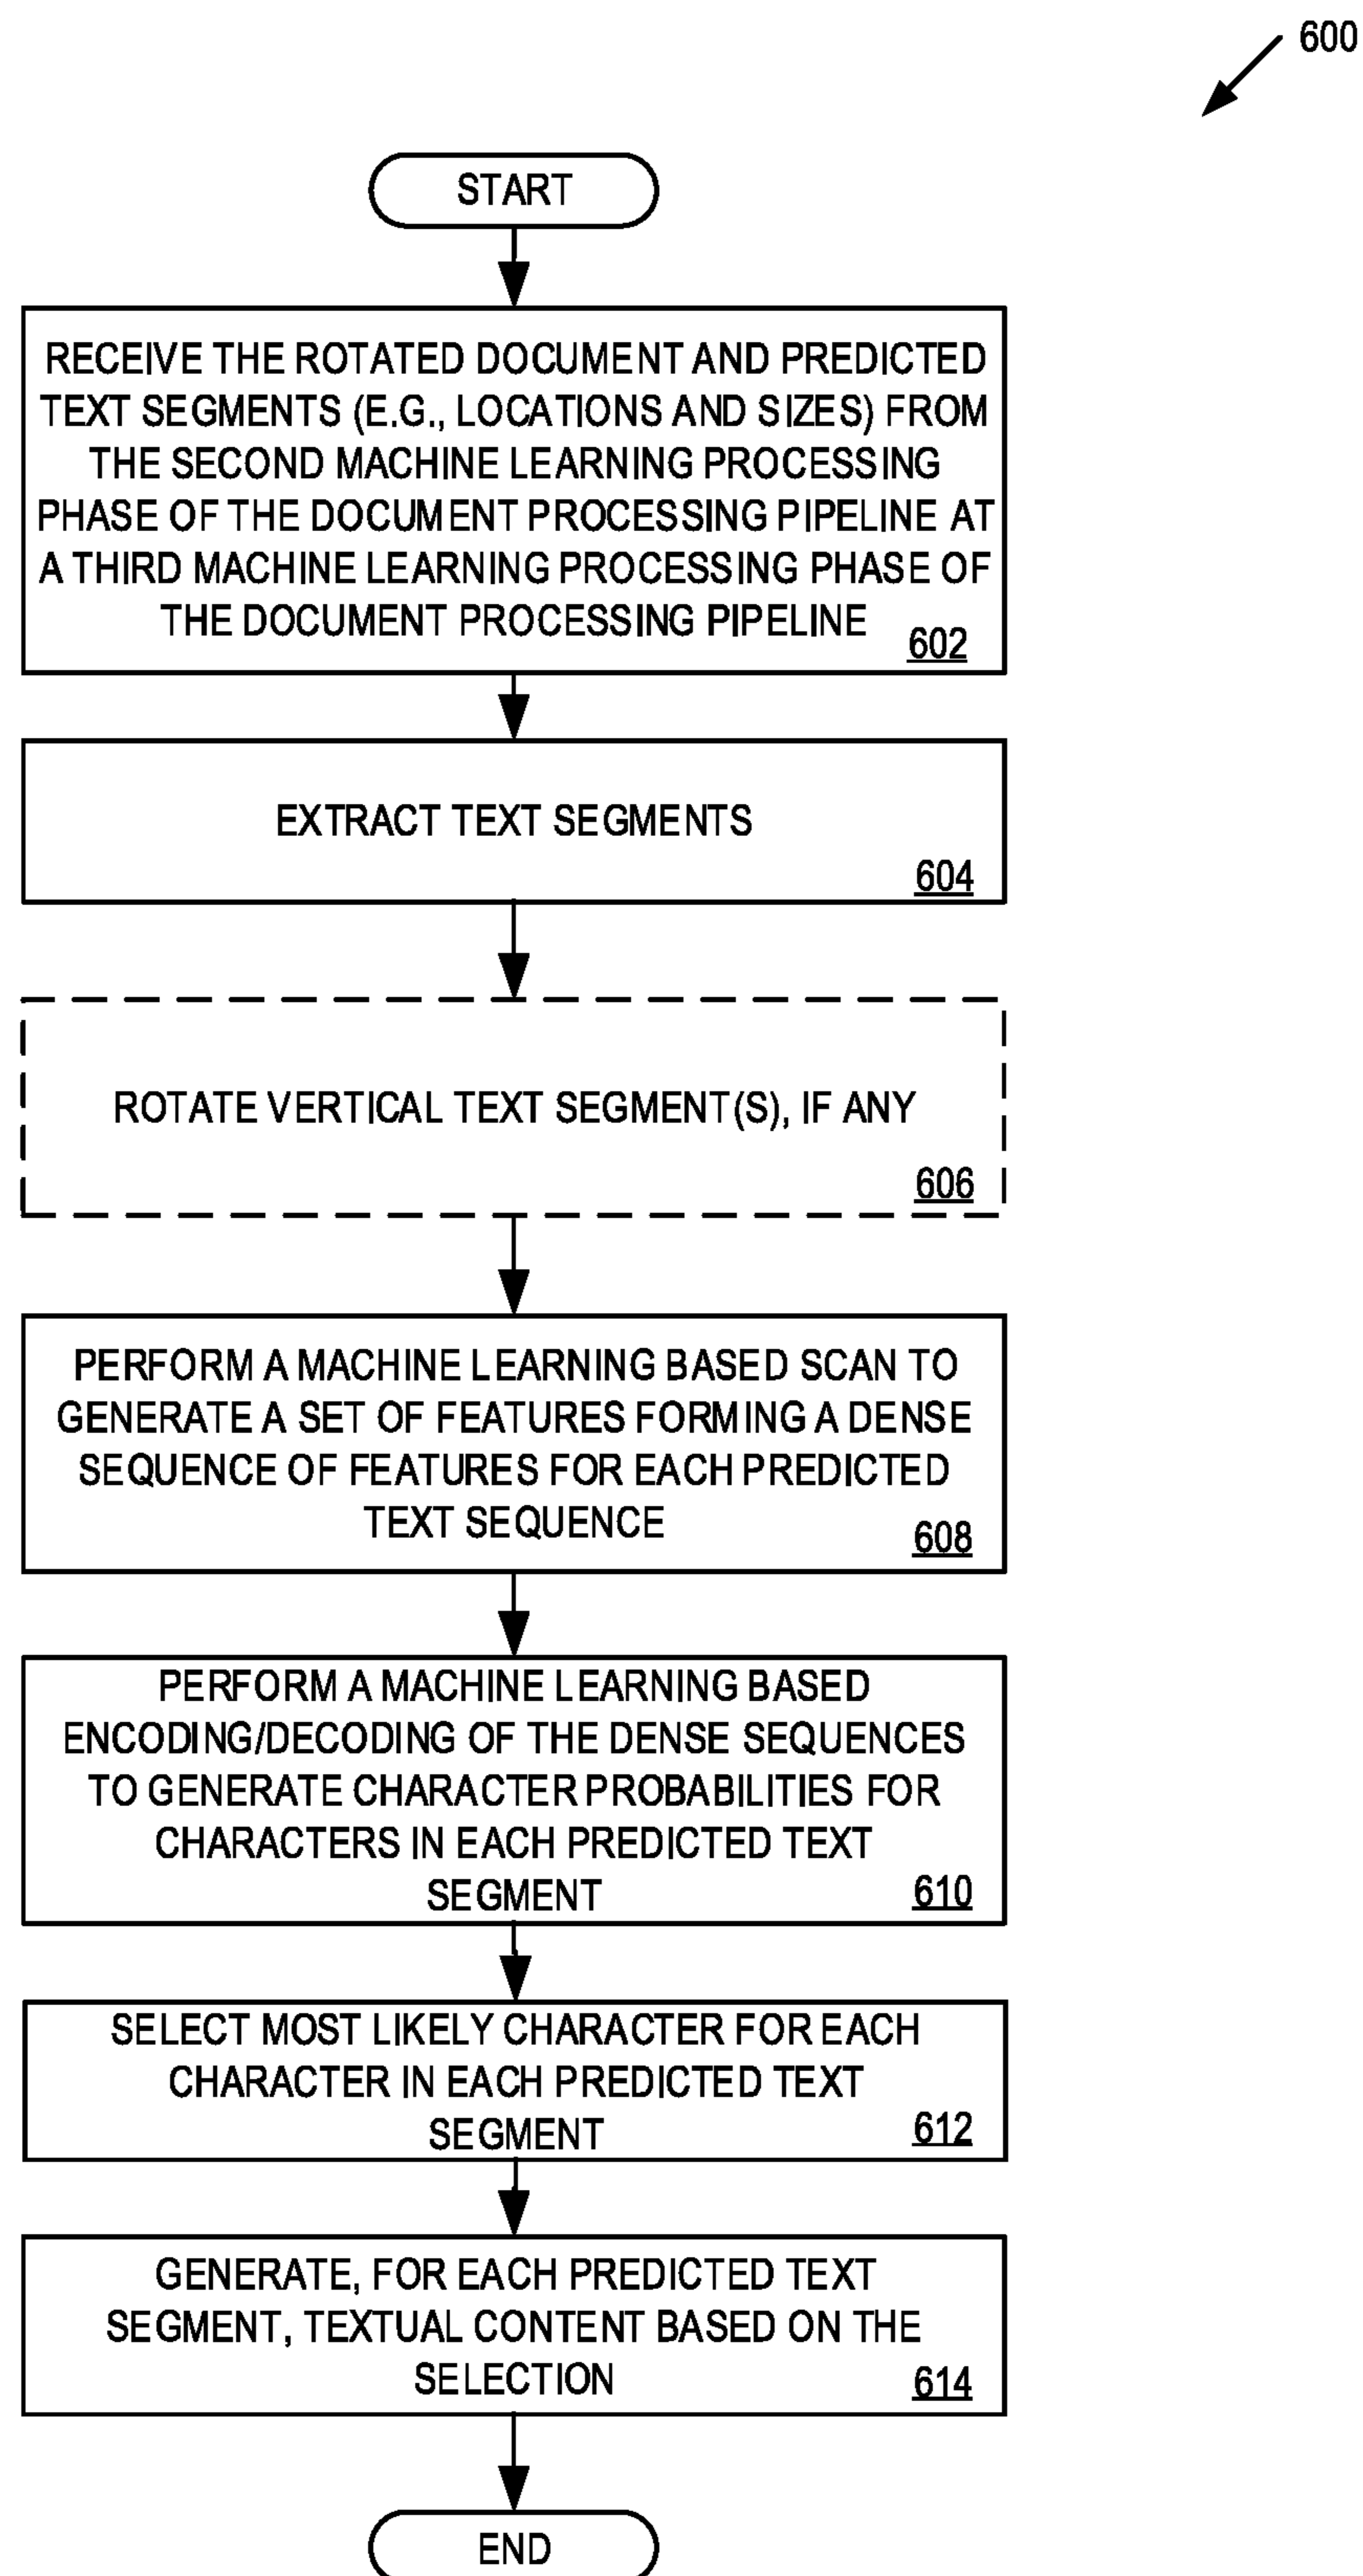 600
START
RECEIVE THE ROTATED DOCUMENT AND PREDICTED
TEXT SEGMENTS (E.G., LOCATIONS AND SIZES) FROM
THE SECOND MACHINE LEARNING PROCESSING
PHASE OF THE DOCUMENT PROCESSING PIPELINE AT
A THIRD MACHINE LEARNING PROCESSING PHASE OF
THE DOCUMENT PROCESSING PIPELINE
602
EXTRACT TEXT SEGMENTS
604
ROTATE VERTICAL TEXT SEGMENT(S), IF ANY
606
PERFORM A MACHINE LEARNING BASED SCAN TO
GENERATE A SET OF FEATURES FORMING A DENSE
SEQUENCE OF FEATURES FOR EACH PREDICTED
TEXT SEQUENCE
608
PERFORM A MACHINE LEARNING BASED
ENCODING/DECODING OF THE DENSE SEQUENCES
TO GENERATE CHARACTER PROBABILITIES FOR
CHARACTERS IN EACH PREDICTED TEXT
SEGMENT
610
SELECT MOST LIKELY CHARACTER FOR EACH
CHARACTER IN EACH PREDICTED TEXT
SEGMENT
612
GENERATE, FOR EACH PREDICTED TEXT
SEGMENT, TEXTUAL CONTENT BASED ON THE
SELECTION
614
END